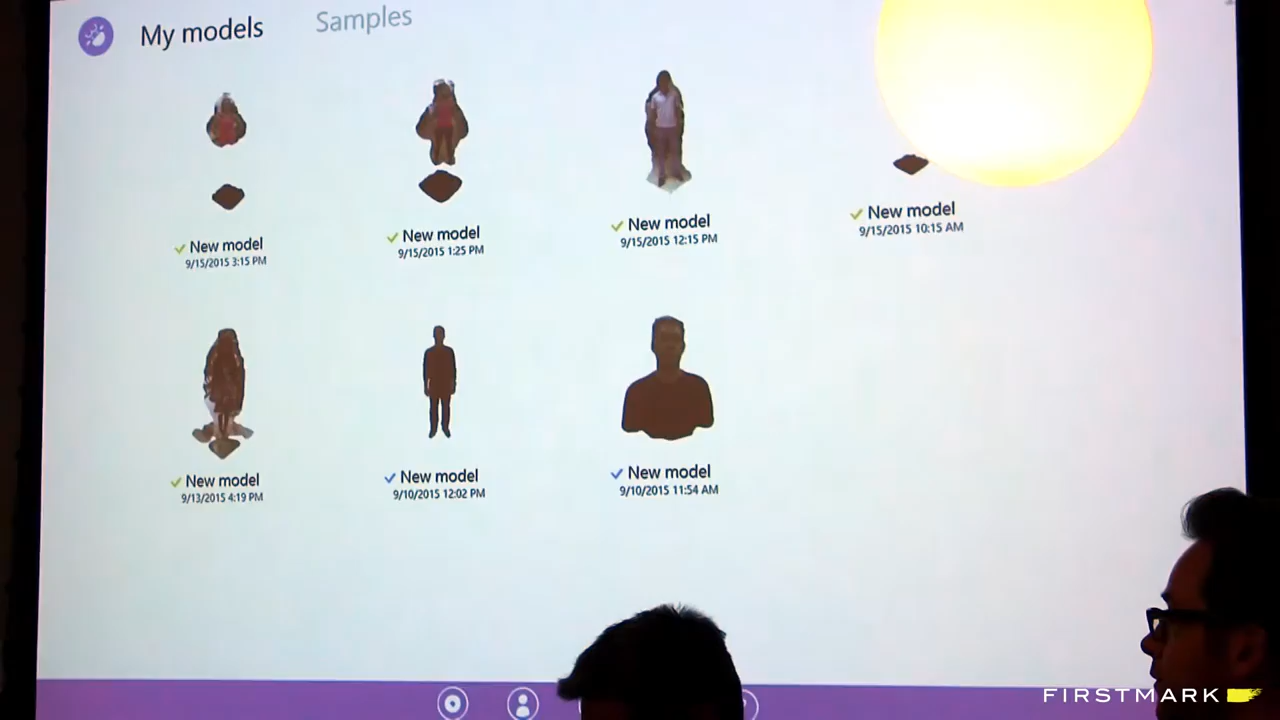 My models
Samples
New model
9/15/2015 3:15 PM
New model
9/15/2015 1:25 PM
New model
9/15/2015 12:15 PM
New model
9/15/2015 10:15 AM
New model
9/13/2015 4:19 PM
New model
9/10/2015 12:02 PM
New model
9/10/2015 11:54 AM
FIRSTMARK